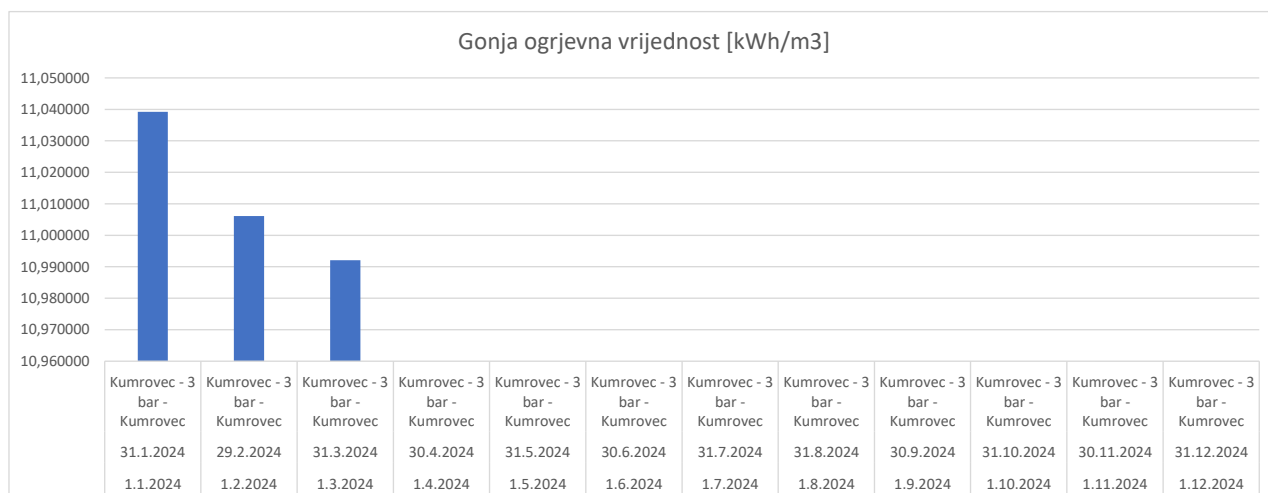 Gonja ogrjevna vrijednost [kWh/m3]
11,050000
11,040000
11,030000
11,020000
11,010000
11,000000
10,990000
10,980000
10,970000
10,960000
Kumrovec - 3 Kumrovec - 3 Kumrovec - 3 Kumrovec - 3 Kumrovec - 3 Kumrovec - 3 Kumrovec - 3 Kumrovec - 3 Kumrovec - 3 Kumrovec - 3 Kumrovec - 3 Kumrovec - 3
bar - bar - bar - bar - bar - bar - bar - bar - bar - bar - bar - bar -
Kumrovec Kumrovec Kumrovec Kumrovec Kumrovec Kumrovec Kumrovec Kumrovec Kumrovec Kumrovec Kumrovec Kumrovec
31.1.2024 29.2.2024 31.3.2024 30.4.2024 31.5.2024 30.6.2024 31.7.2024 31.8.2024 30.9.2024 31.10.2024 30.11.2024 31.12.2024
1.1.2024 1.2.2024 1.3.2024 1.4.2024 1.5.2024 1.6.2024 1.7.2024 1.8.2024 1.9.2024 1.10.2024 1.11.2024 1.12.2024